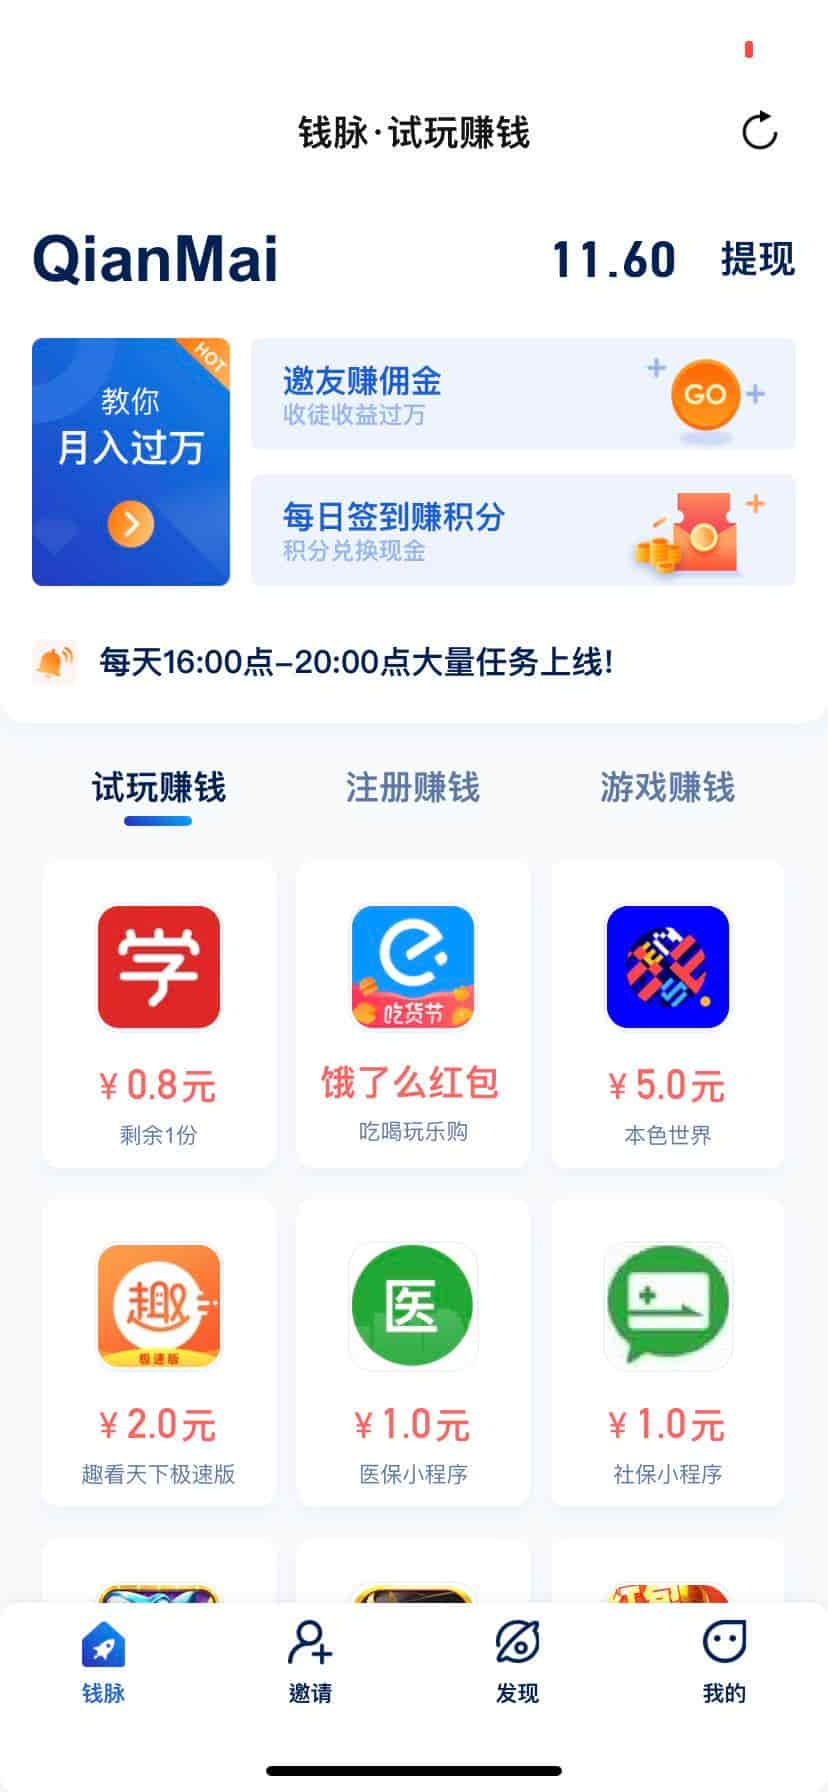 钱脉·试玩赚钱
QianMai
11.60 提现
HOT
教你
月入过万
邀友赚佣金
收徒收益过万
GO
每日签到赚积分
积分兑换现金
每天16:00点-20:00点大量任务上线!
试玩赚钱 注册赚钱 游戏赚钱
学
吃货节
¥0.8元 饿了么红包 ¥5.0元
剩余1份 吃喝玩乐购 本色世界
趣
极速版
医
¥2.0元 ¥1.0元 ¥1.0元
趣看天下极速版 医保小程序 社保小程序
钱脉 邀请 发现 我的